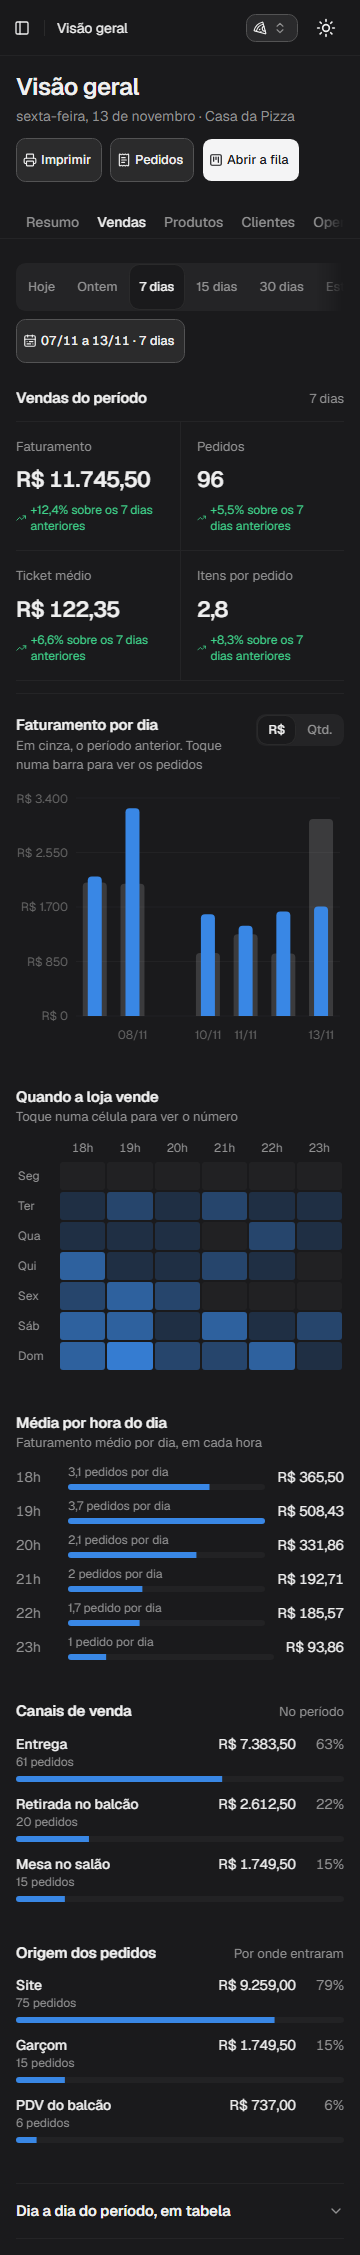 Visão geral
Visão geral
sexta-feira, 13 de novembro · Casa da Pizza
Imprimir
Pedidos
Abrir a fila
Resumo Vendas Produtos Clientes Ope
Hoje Ontem 7 dias 15 dias 30 dias Es
07/11 a 13/11 · 7 dias
Vendas do período 7 dias
Faturamento
R$ 11.745,50
+12,4% sobre os 7 dias
anteriores
Pedidos
96
+5,5% sobre os 7
dias anteriores
Ticket médio
R$ 122,35
+6,6% sobre os 7 dias
anteriores
Itens por pedido
2,8
+8,3% sobre os 7
dias anteriores
Faturamento por dia
Em cinza, o período anterior. Toque
numa barra para ver os pedidos
R$ Qtd.
R$ 3.400
R$ 2.550
R$ 1.700
R$ 850
R$ 0
08/11 10/11 11/11 13/11
Quando a loja vende
Toque numa célula para ver o número
18h 19h 20h 21h 22h 23h
Seg
Ter
Qua
Qui
Sex
Sáb
Dom
Média por hora do dia
Faturamento médio por dia, em cada hora
18h 3,1 pedidos por dia R$ 365,50
19h 3,7 pedidos por dia R$ 508,43
20h 2,1 pedidos por dia R$ 331,86
21h 2 pedidos por dia R$ 192,71
22h 1,7 pedido por dia R$ 185,57
23h 1 pedido por dia R$ 93,86
Canais de venda No período
Entrega R$ 7.383,50 63%
61 pedidos
Retirada no balcão R$ 2.612,50 22%
20 pedidos
Mesa no salão R$ 1.749,50 15%
15 pedidos
Origem dos pedidos Por onde entraram
Site R$ 9.259,00 79%
75 pedidos
Garçom R$ 1.749,50 15%
15 pedidos
PDV do balcão R$ 737,00 6%
6 pedidos
Dia a dia do período, em tabela